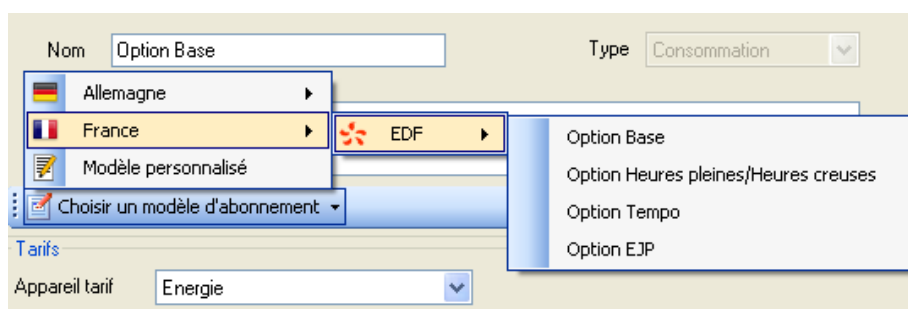 Nom Option Base Type Consommation
Allemagne
France EDF Option Base
Modèle personnalisé Option Heures pleines/Heures creuses
Choisir un modèle d'abonnement Option Tempo
Tarifs Option EJP
Appareil tarif Energie